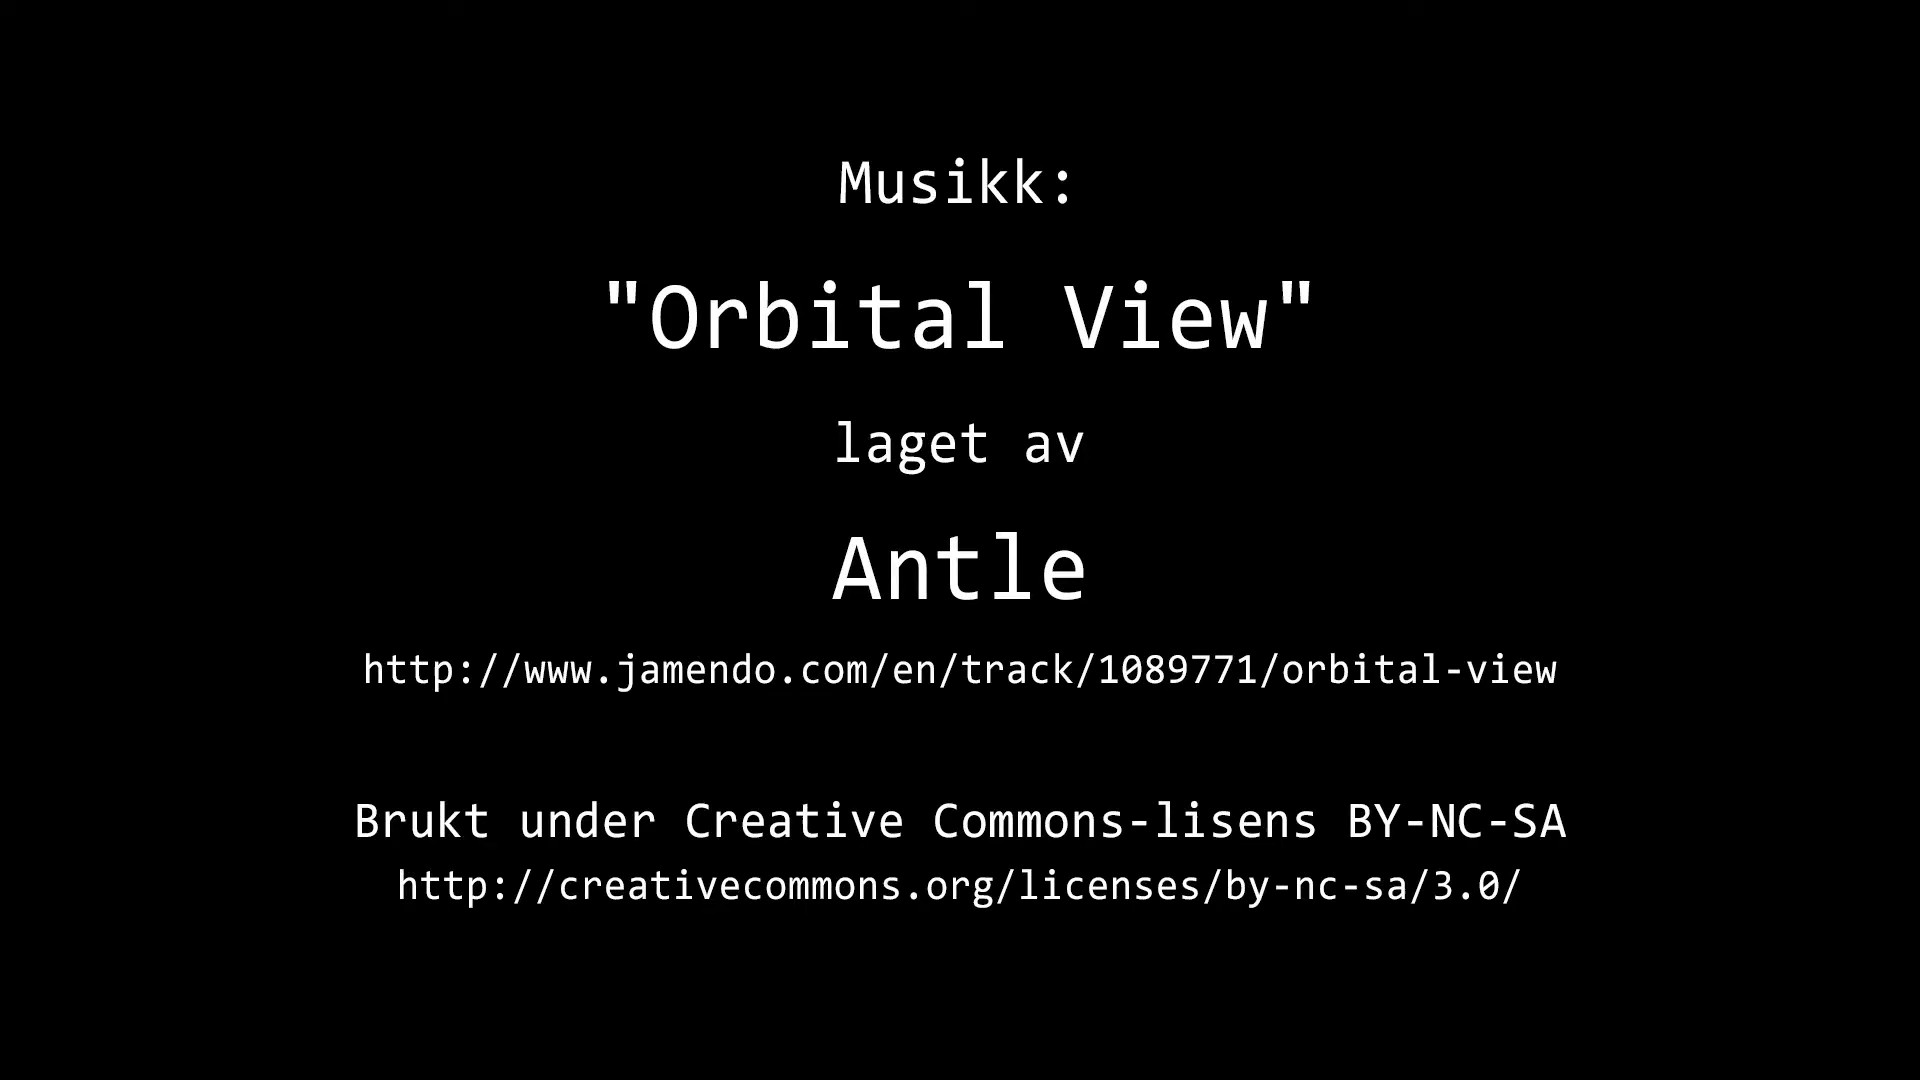 Musikk:
"Orbital View"
laget av
Antle
http://www.jamendo.com/en/track/1089771/orbital-view
Brukt under Creative Commons-lisens BY-NC-SA
http://creativecommons.org/licenses/by-nc-sa/3.0/